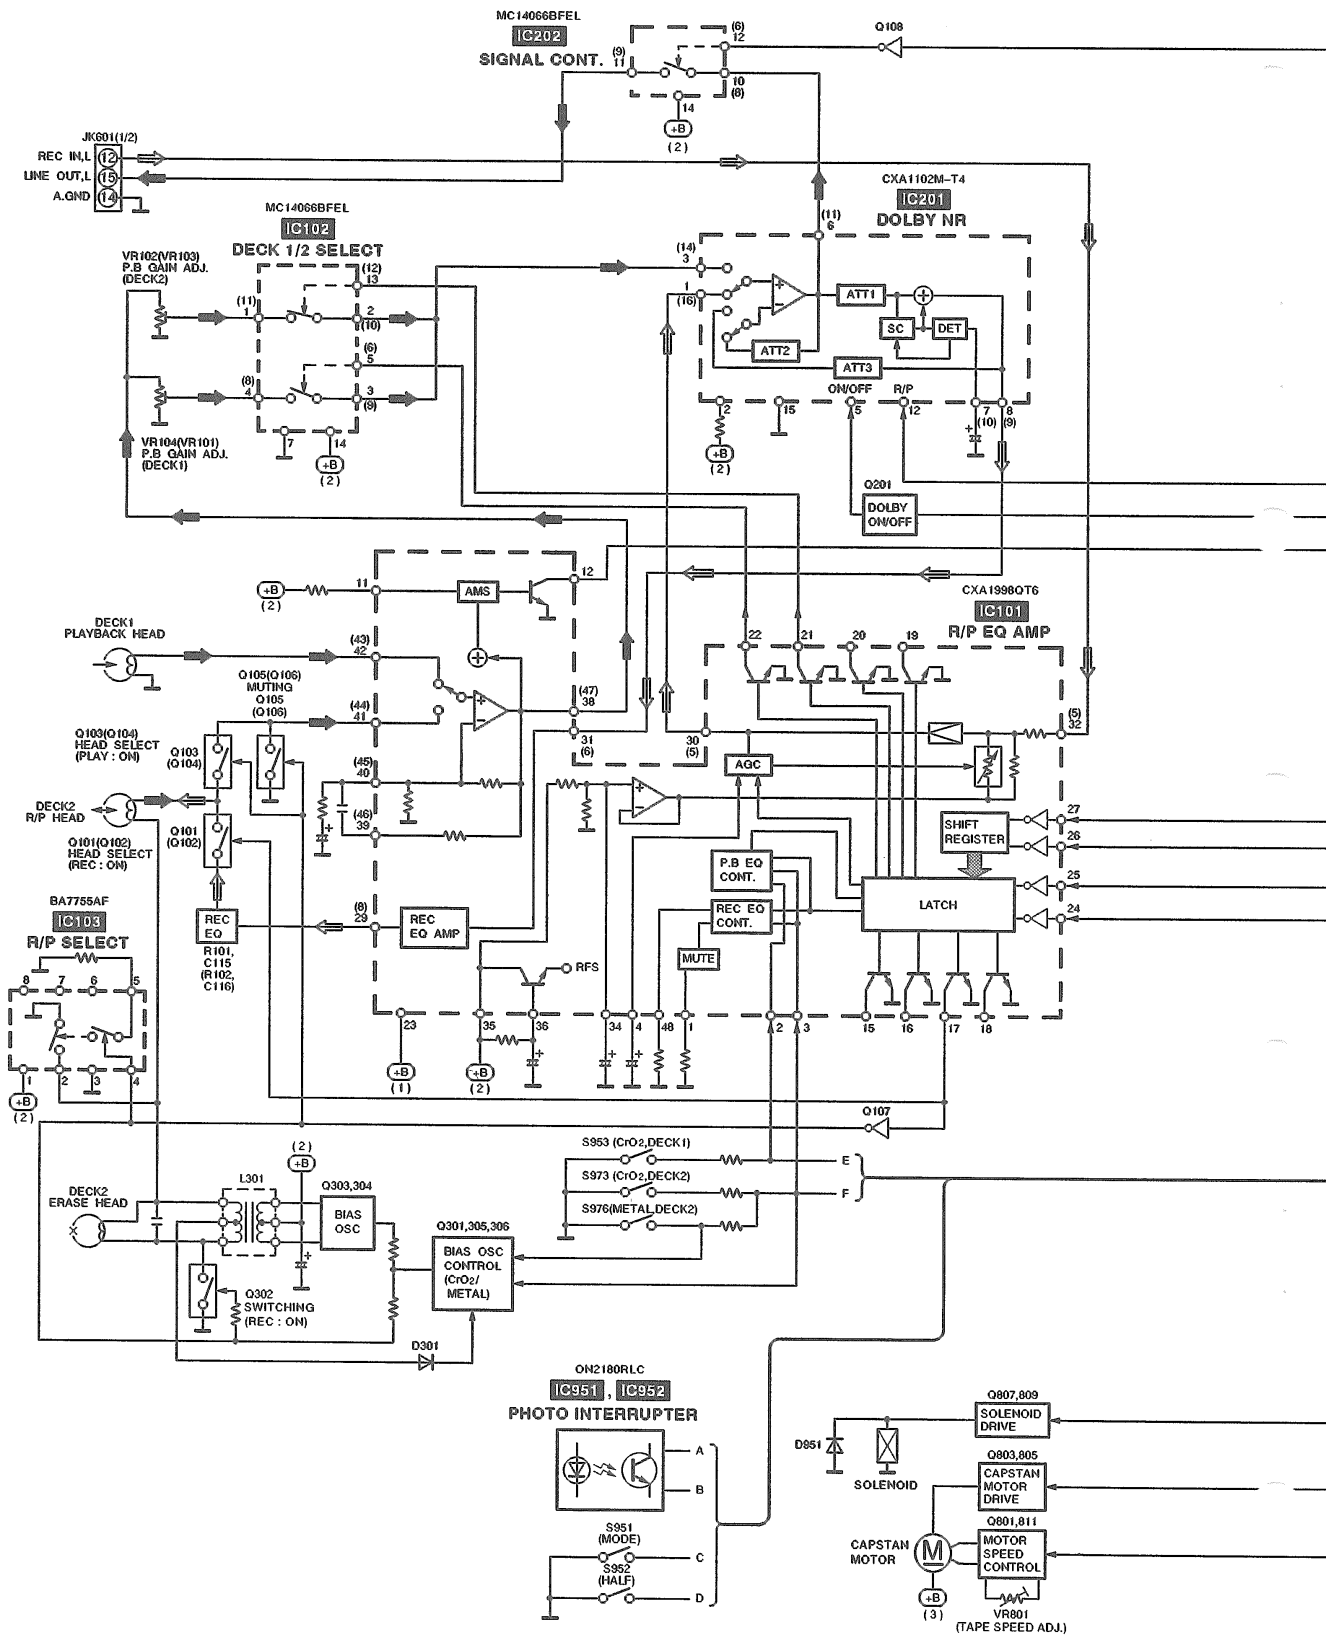 MC14066BFEL
IC202
SIGNAL CONT.
(6)
12
(9)
11
10
(8)
14
+B
(2)
Q108
JK601(1/2)
REC IN,L 12
LINE OUT,L 15
A.GND 14
MC14066BFEL
IC102
DECK 1/2 SELECT
VR102(VR103)
P.B GAIN ADJ.
(DECK2)
(12)
13
(11)
1
2
(10)
(6)
5
(8)
4
3
(9)
7
14
+B
(2)
VR104(VR101)
P.B GAIN ADJ.
(DECK1)
CXA1102M-T4
IC201
DOLBY NR
(11)
6
(14)
3
1
(16)
+
−
ATT1
+
SC
DET
ATT2
ATT3
ON/OFF
R/P
2
15
5
12
7
(10)
8
(9)
+
+B
(2)
Q201
DOLBY
ON/OFF
+B
(2)
11
AMS
12
DECK1
PLAYBACK HEAD
(43)
42
+
Q105(Q106)
MUTING
Q105
(Q106)
(44)
41
+
−
(47)
38
31
(6)
Q103(Q104)
HEAD SELECT
(PLAY : ON)
Q103
(Q104)
(45)
40
(46)
39
+
DECK2
R/P HEAD
Q101
(Q102)
Q101(Q102)
HEAD SELECT
(REC : ON)
CXA1998QT6
IC101
R/P EQ AMP
22
21
20
19
(5)
32
30
(5)
AGC
+
−
SHIFT
REGISTER
27
26
25
24
P.B EQ
CONT.
REC EQ
CONT.
MUTE
LATCH
BA7755AF
IC103
R/P SELECT
REC
EQ
R101,
C115
(R102,
C116)
(8)
29
REC
EQ AMP
RFS
8
7
6
5
1
2
3
4
+B
(2)
23
+B
(1)
35
36
+B
(2)
+
34
4
48
1
2
3
+
+
15
16
17
18
Q107
S953 (CrO2,DECK1)
S973 (CrO2,DECK2)
S976(METAL,DECK2)
E
F
(2)
+B
DECK2
ERASE HEAD
L301
Q303,304
BIAS
OSC
+
Q301,305,306
BIAS OSC
CONTROL
(CrO2/
METAL)
Q302
SWITCHING
(REC : ON)
D301
ON2180RLC
IC951 , IC952
PHOTO INTERRUPTER
A
B
S951
(MODE)
C
S952
(HALF)
D
Q807,809
SOLENOID
DRIVE
D951
SOLENOID
Q803,805
CAPSTAN
MOTOR
DRIVE
Q801,811
MOTOR
SPEED
CONTROL
CAPSTAN
MOTOR
M
+B
(3)
VR801
(TAPE SPEED ADJ.)